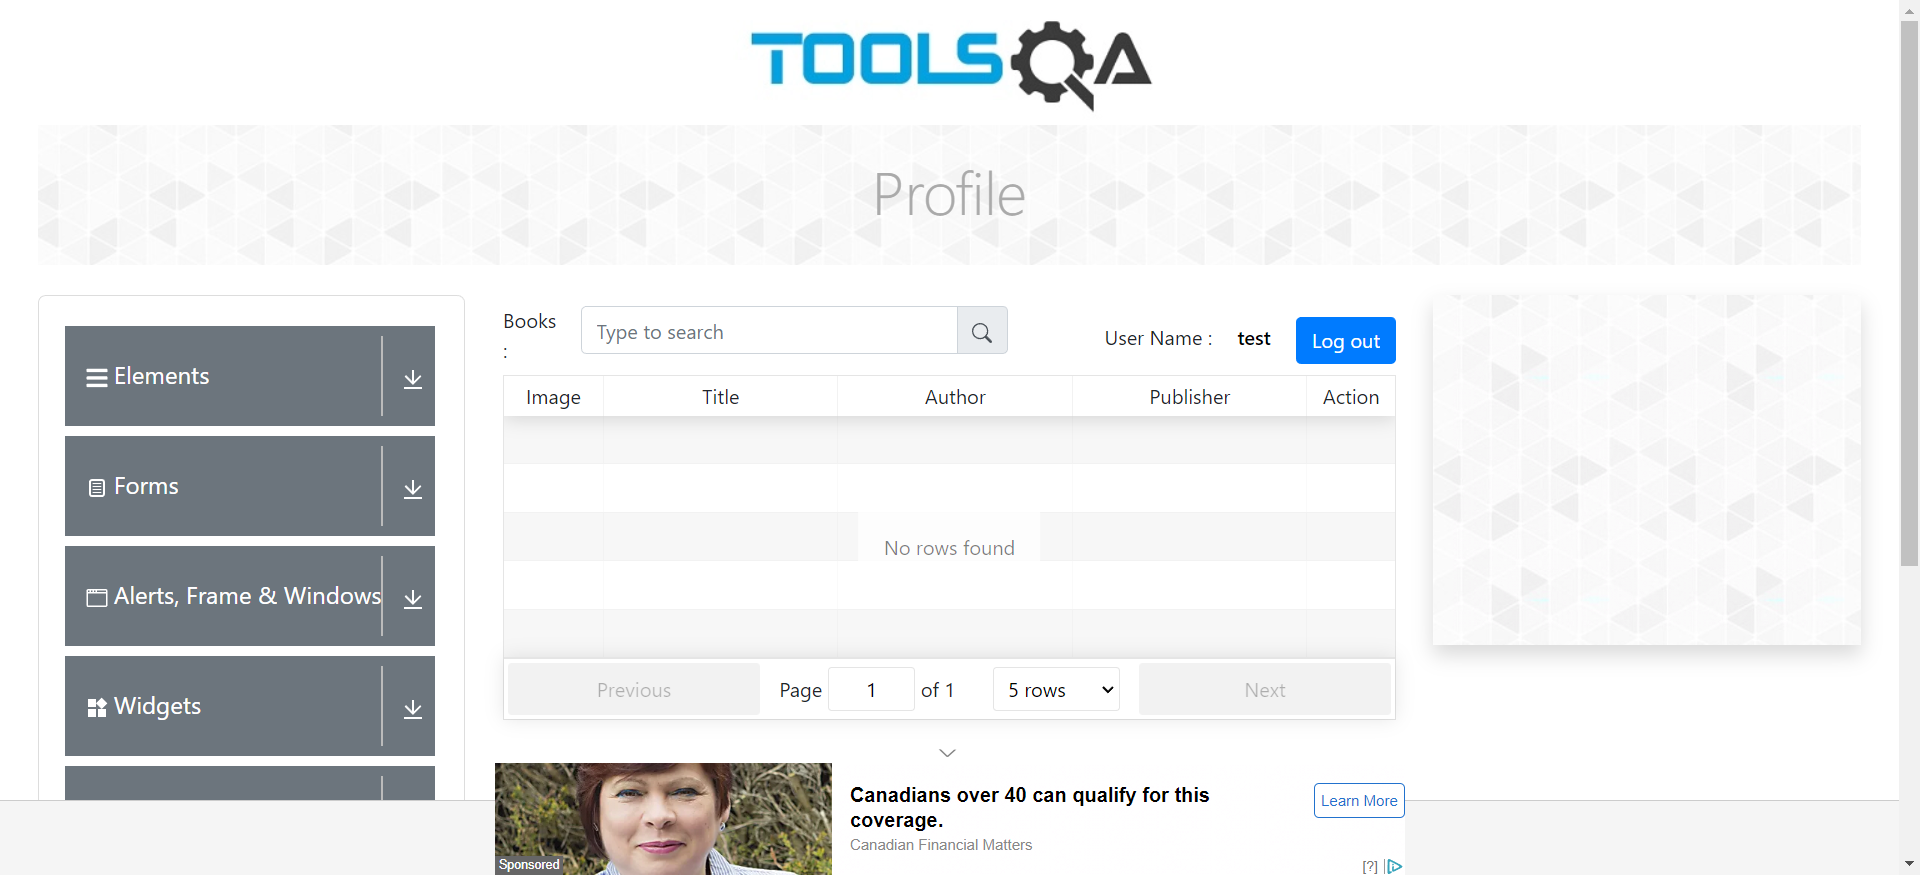 TOOLSQA
Profile
Elements
Forms
Alerts, Frame & Windows
Widgets
Books
:
Type to search
User Name :
test
Log out
Image
Title
Author
Publisher
Action
No rows found
Previous
Page
1
of 1
5 rows
Next
Canadians over 40 can qualify for this
coverage.
Canadian Financial Matters
Learn More
Sponsored
[?]